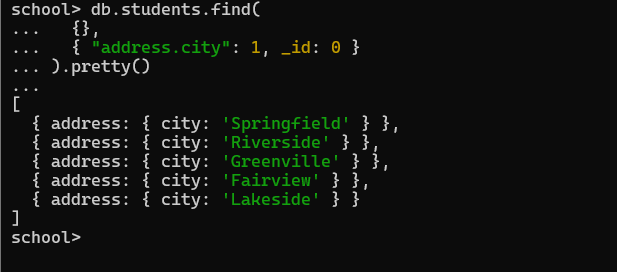 school> db.students.find(
...   {},
...   { "address.city": 1, _id: 0 }
... ).pretty()
...
[
  { address: { city: 'Springfield' } },
  { address: { city: 'Riverside' } },
  { address: { city: 'Greenville' } },
  { address: { city: 'Fairview' } },
  { address: { city: 'Lakeside' } }
]
school>